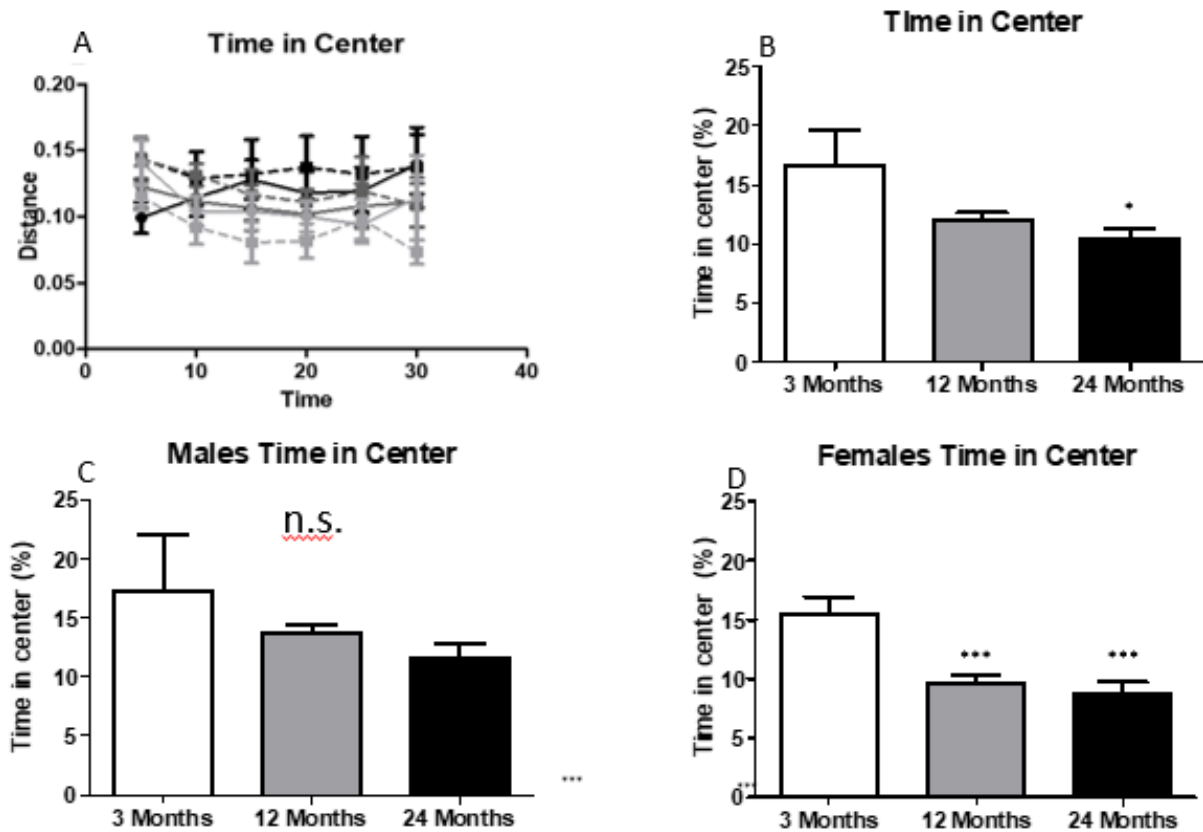 A
Time in Center
0.20
0.15
0.10
0.05
0.00
Distance
0 10 20 30 40
Time
B
TIme in Center
25
20
15
10
5
0
Time in center (%)
*
3 Months 12 Months 24 Months
C
Males Time in Center
25
20
15
10
5
0
Time in center (%)
n.s.
3 Months 12 Months 24 Months
***
D
Females Time in Center
25
20
15
10
5
0
Time in center (%)
*** ***
***
3 Months 12 Months 24 Months